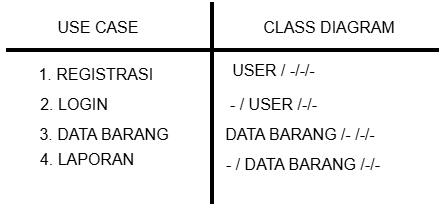 USE CASE CLASS DIAGRAM
1. REGISTRASI USER / -/-/-
2. LOGIN - / USER /-/-
3. DATA BARANG DATA BARANG /- /-/-
4. LAPORAN - / DATA BARANG /-/-